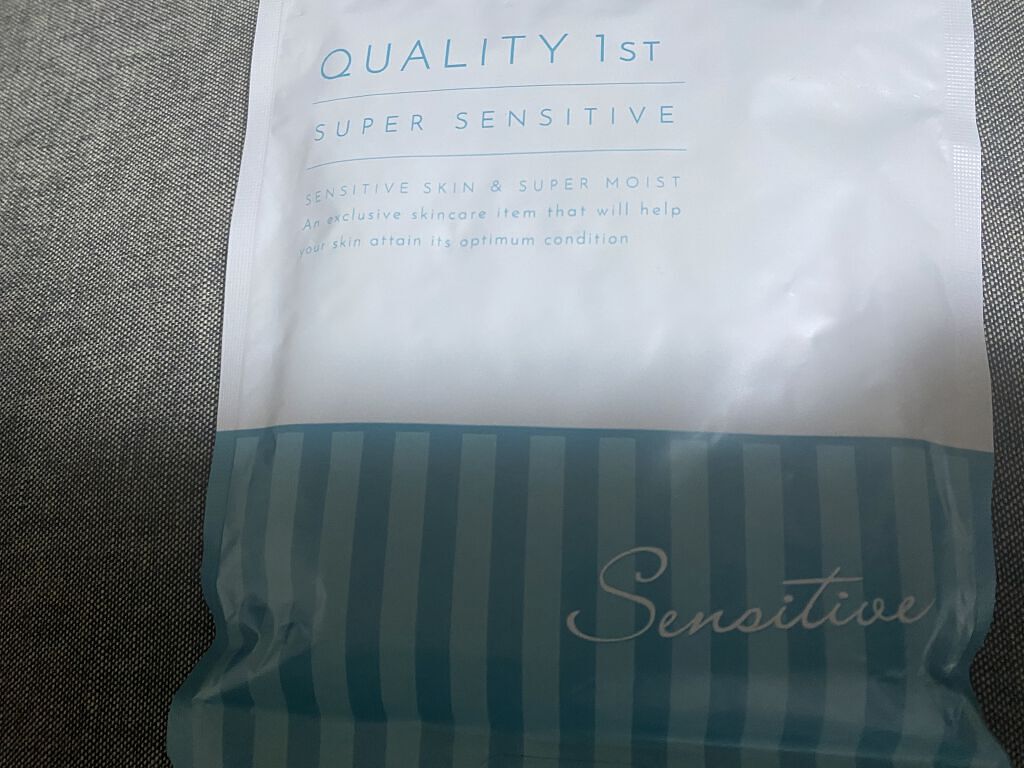 QUALITY 1ST
SUPER SENSITIVE
SENSITIVE SKIN & SUPER MOIST
An exclusive skincare item that will help
your skin attain its optimum condition
Sensitive